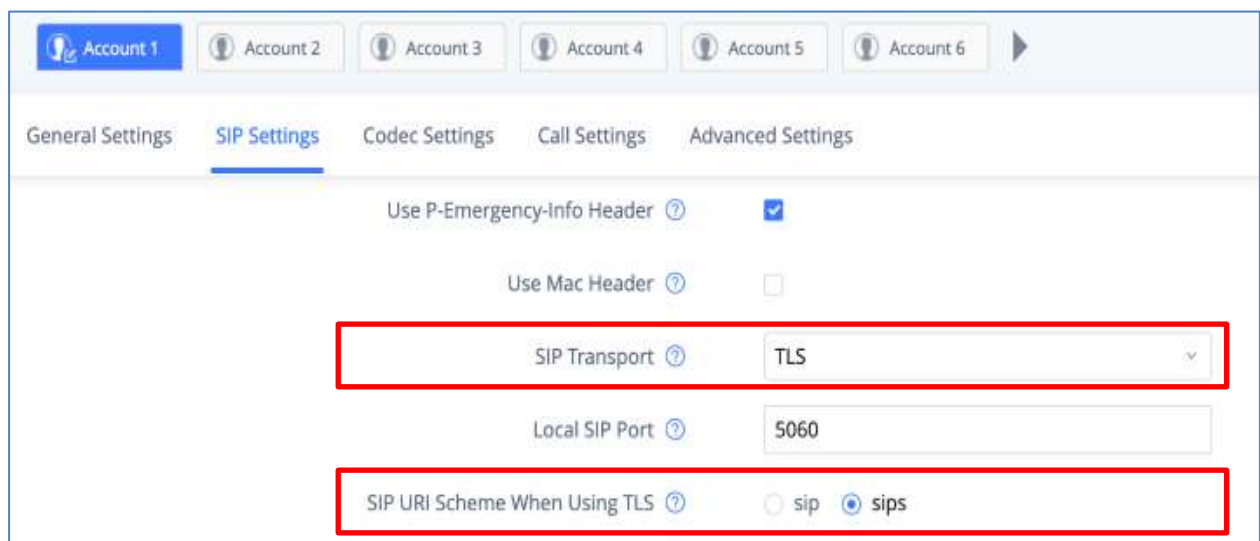 Account 1 Account 2 Account 3 Account 4 Account 5 Account 6
General Settings SIP Settings Codec Settings Call Settings Advanced Settings
Use P-Emergency-Info Header ?
Use Mac Header ?
SIP Transport ? TLS
Local SIP Port ? 5060
SIP URI Scheme When Using TLS ? sip sips